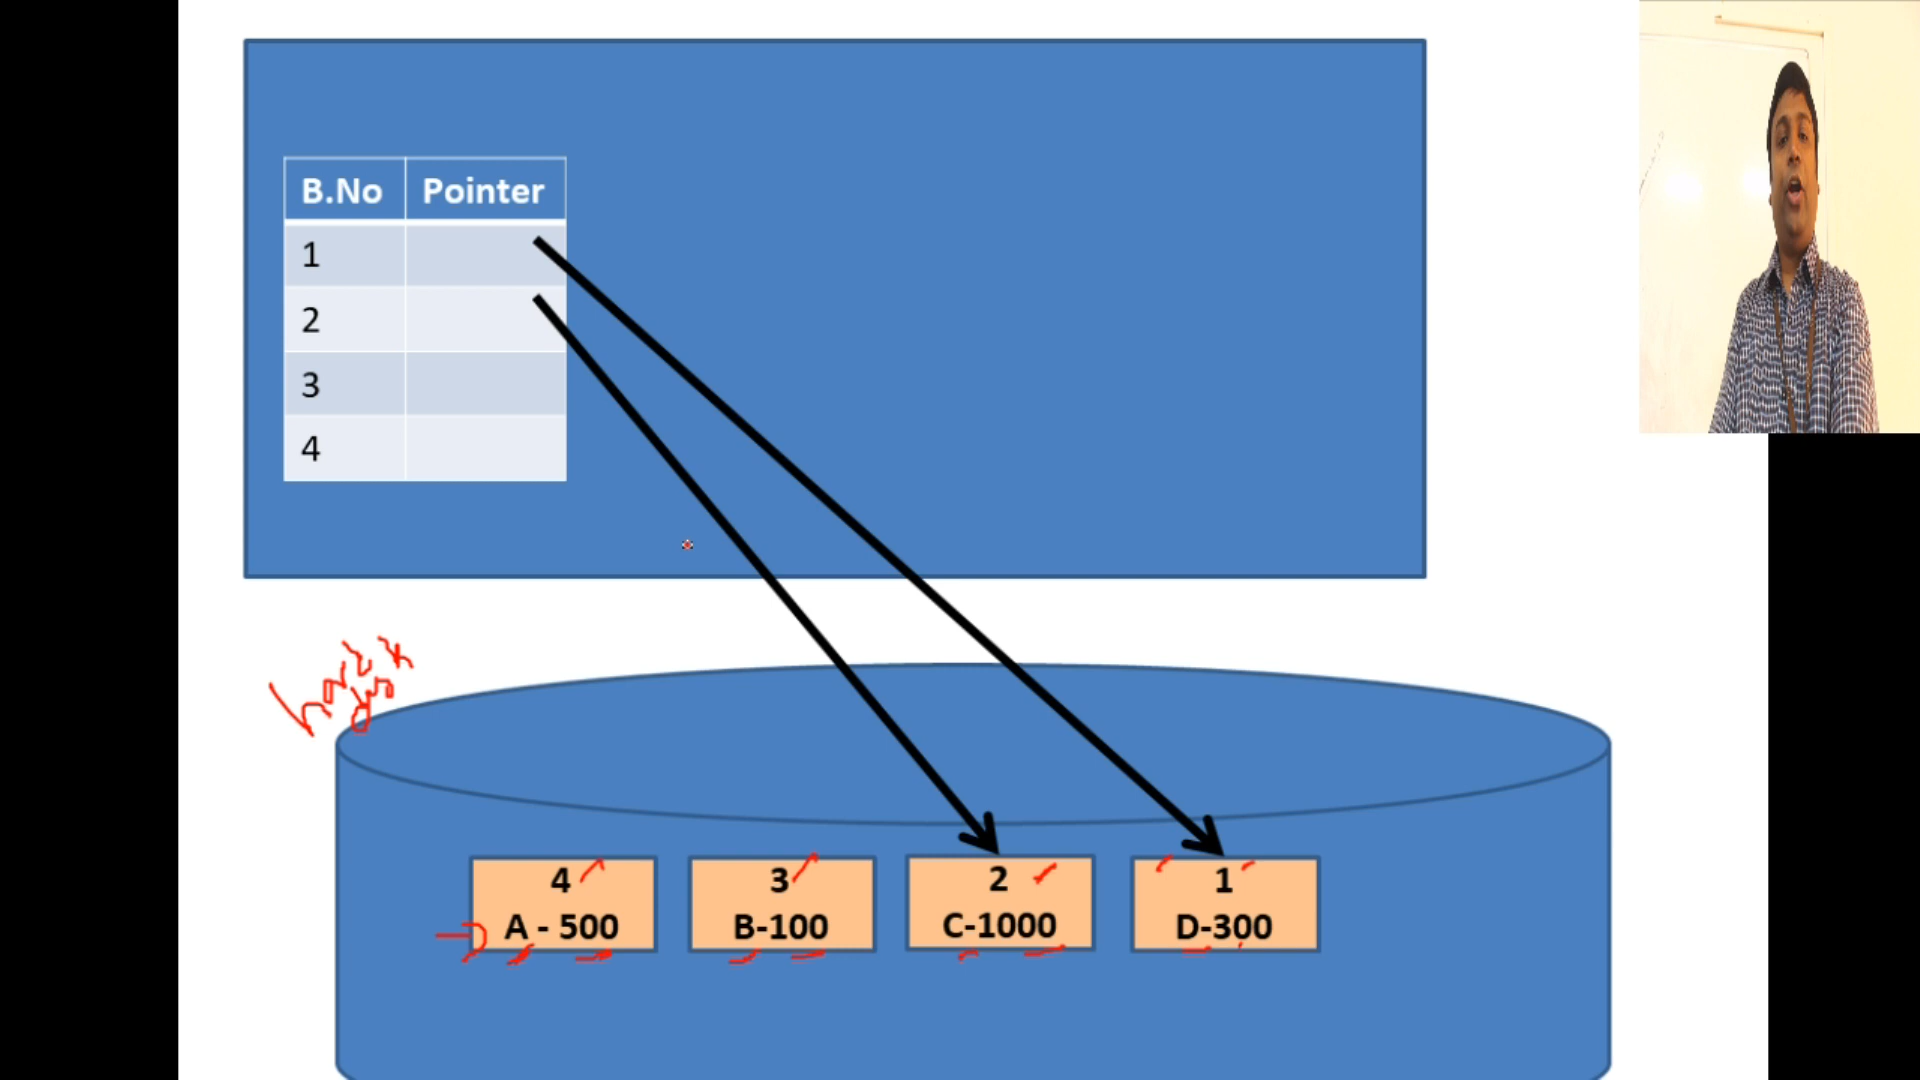 B.No Pointer
1
2
3
4
hard
disk
4 3 2 1
A - 500 B-100 C-1000 D-300